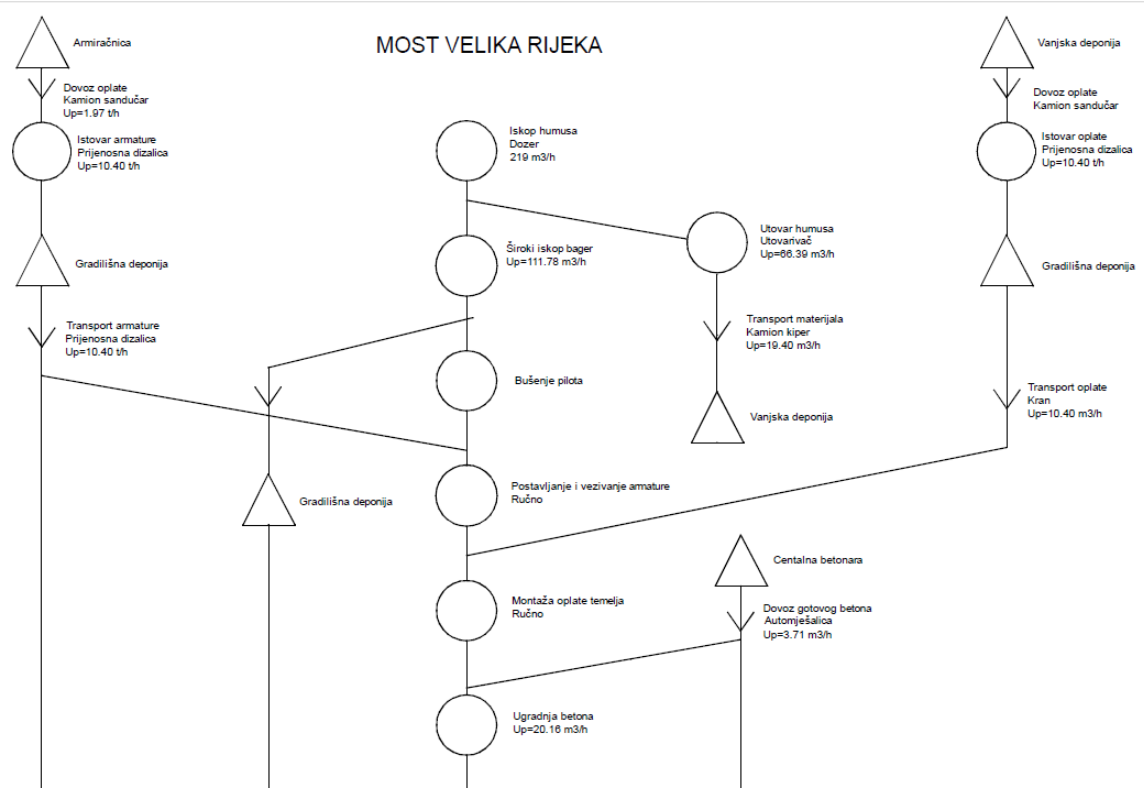 MOST VELIKA RIJEKA
Armiračnica
Dovoz oplate
Kamion sandučar
Up=1.97 t/h
Istovar armature
Prijenosna dizalica
Up=10.40 t/h
Gradilišna deponija
Transport armature
Prijenosna dizalica
Up=10.40 t/h
Gradilišna deponija
Iskop humusa
Dozer
219 m3/h
Široki iskop bager
Up=111.78 m3/h
Bušenje pilota
Postavljanje i vezivanje armature
Ručno
Montaža oplate temelja
Ručno
Ugradnja betona
Up=20.16 m3/h
Utovar humusa
Utovarivač
Up=66.39 m3/h
Transport materijala
Kamion kiper
Up=19.40 m3/h
Vanjska deponija
Centalna betonara
Dovoz gotovog betona
Automješalica
Up=3.71 m3/h
Vanjska deponija
Dovoz oplate
Kamion sandučar
Istovar oplate
Prijenosna dizalica
Up=10.40 t/h
Gradilišna deponija
Transport oplate
Kran
Up=10.40 m3/h